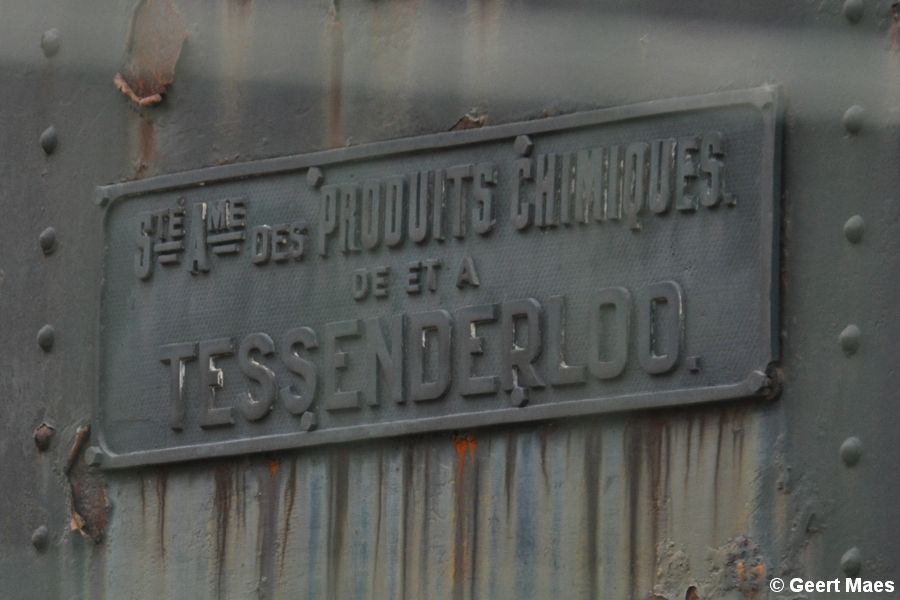 STÉ AME DES PRODUITS CHIMIQUES.
DE ET A
TESSENDERLOO.
© Geert Maes